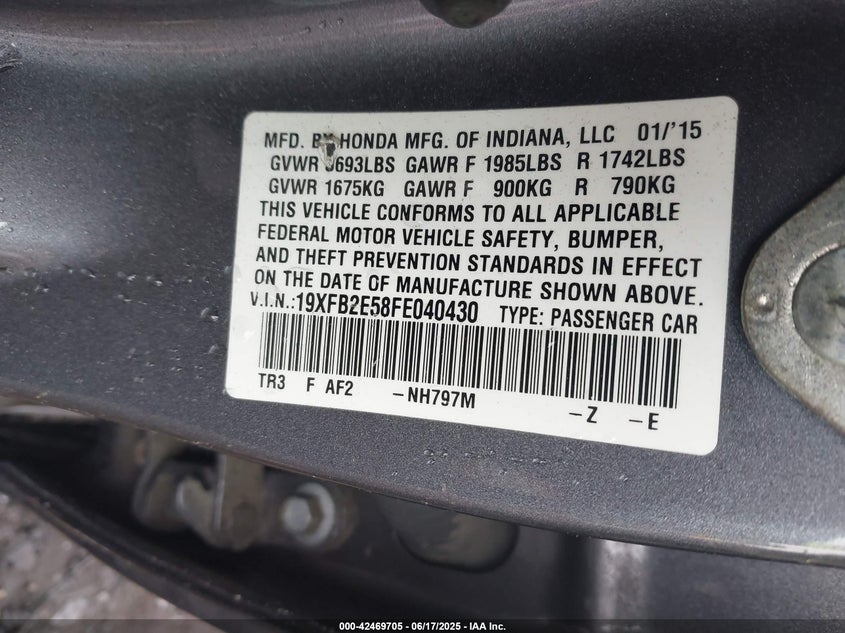 MFD. BY HONDA MFG. OF INDIANA, LLC 01/'15
GVWR 3693LBS GAWR F 1985LBS R 1742LBS
GVWR 1675KG GAWR F 900KG R 790KG
THIS VEHICLE CONFORMS TO ALL APPLICABLE
FEDERAL MOTOR VEHICLE SAFETY, BUMPER,
AND THEFT PREVENTION STANDARDS IN EFFECT
ON THE DATE OF MANUFACTURE SHOWN ABOVE.
V.I.N.:19XFB2E58FE040430 TYPE: PASSENGER CAR
TR3 F AF2 -NH797M -Z -E
000-42469705 - 06/17/2025 - IAA Inc.